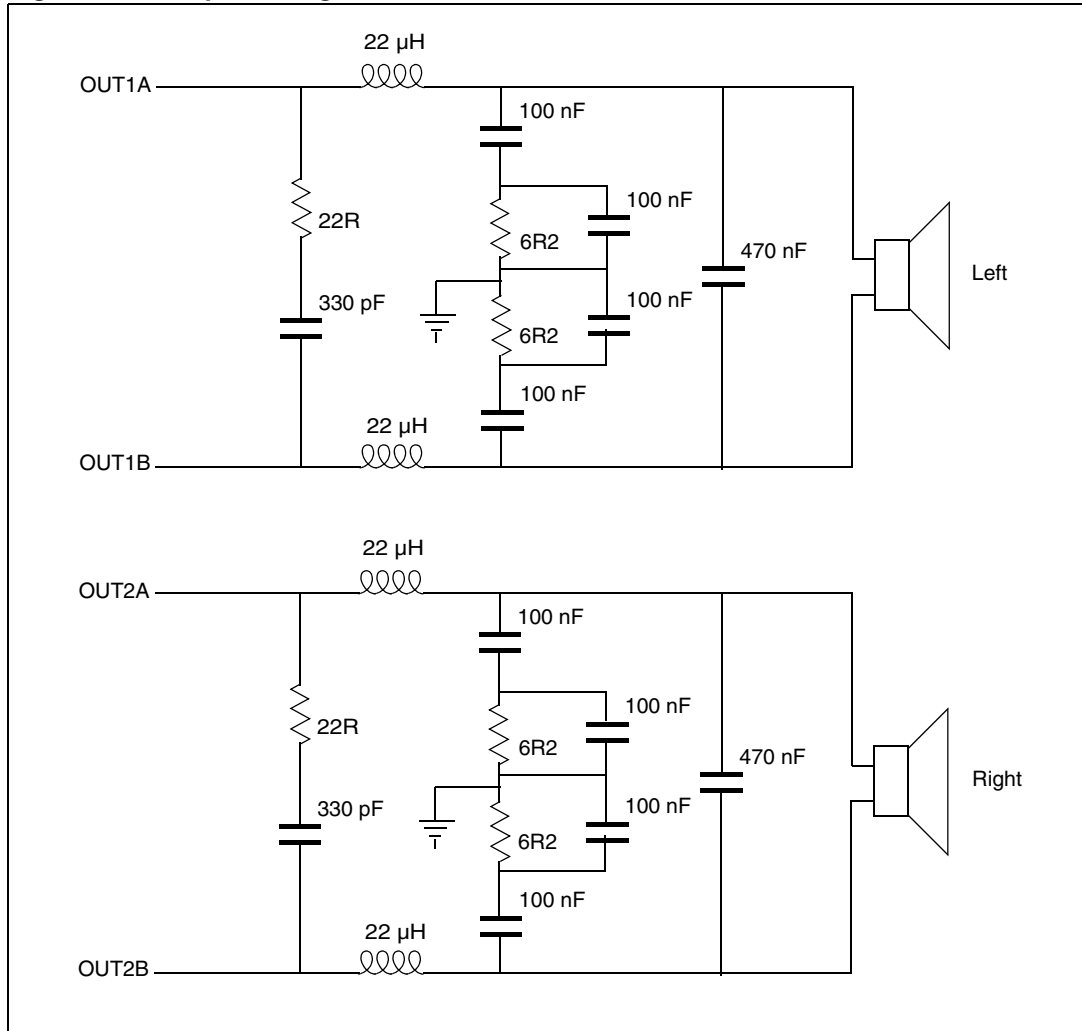 22 µH
OUT1A
100 nF
100 nF
22R
6R2
470 nF
Left
330 pF
100 nF
6R2
100 nF
22 µH
OUT1B
22 µH
OUT2A
100 nF
100 nF
22R
6R2
470 nF
Right
330 pF
100 nF
6R2
100 nF
22 µH
OUT2B